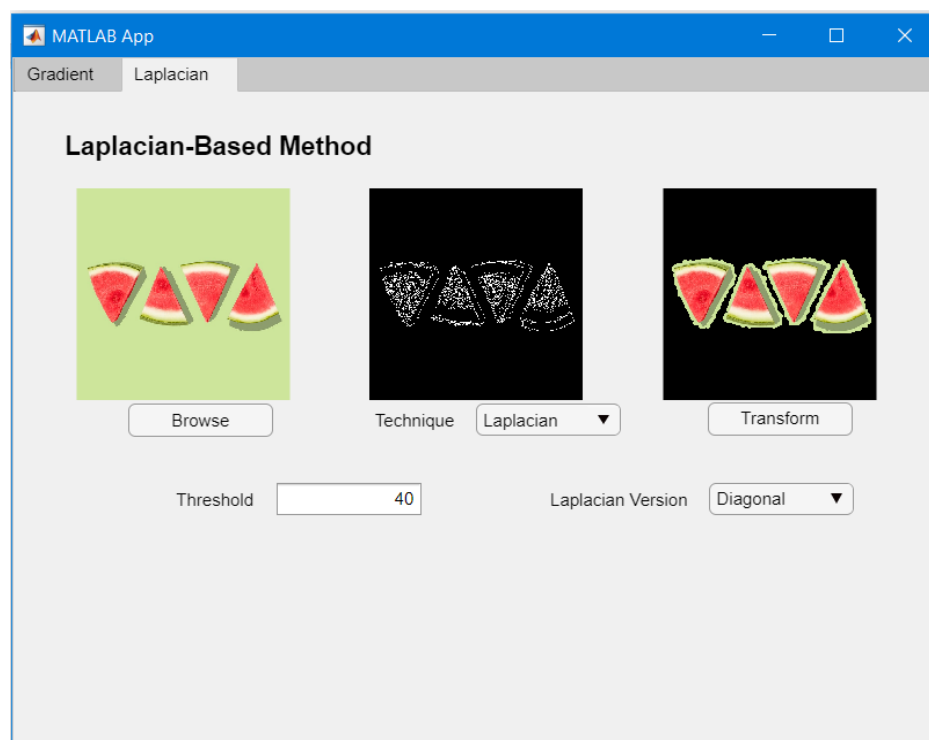 MATLAB App
Gradient Laplacian
Laplacian-Based Method
Browse
Technique Laplacian
Transform
Threshold 40
Laplacian Version Diagonal